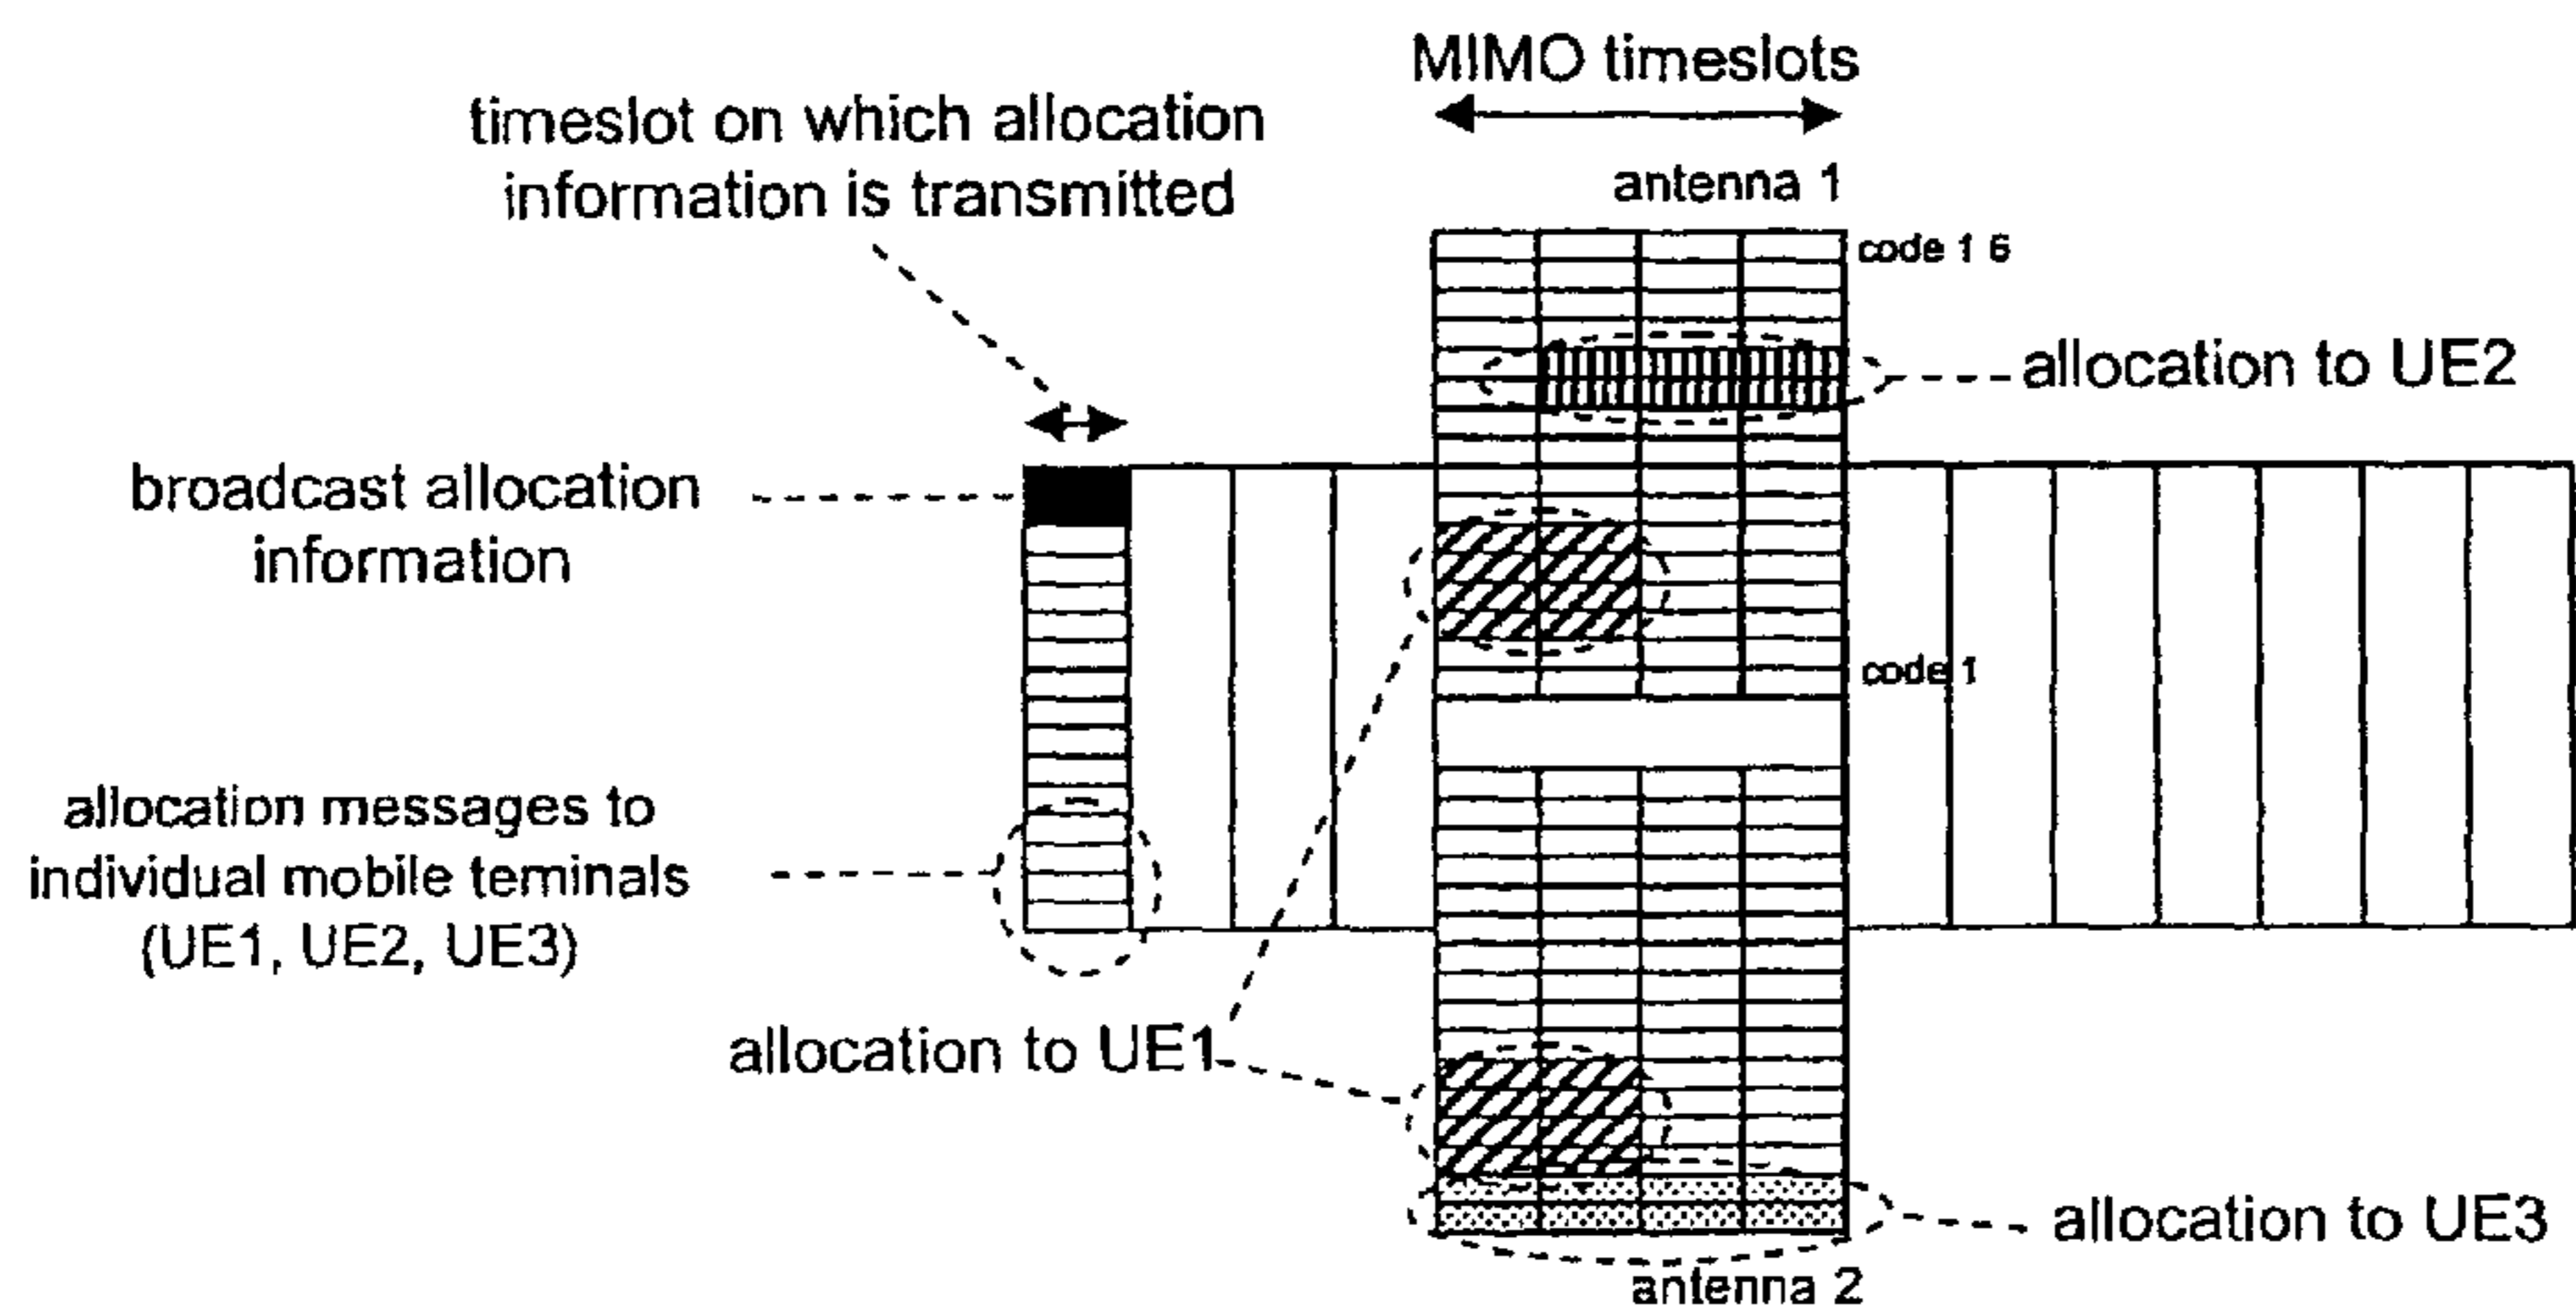 MIMO timeslots
timeslot on which allocation
information is transmitted
antenna 1
code 1 6
allocation to UE2
broadcast allocation
information
code 1
allocation messages to
individual mobile teminals
(UE1, UE2, UE3)
allocation to UE1
allocation to UE3
antenna 2